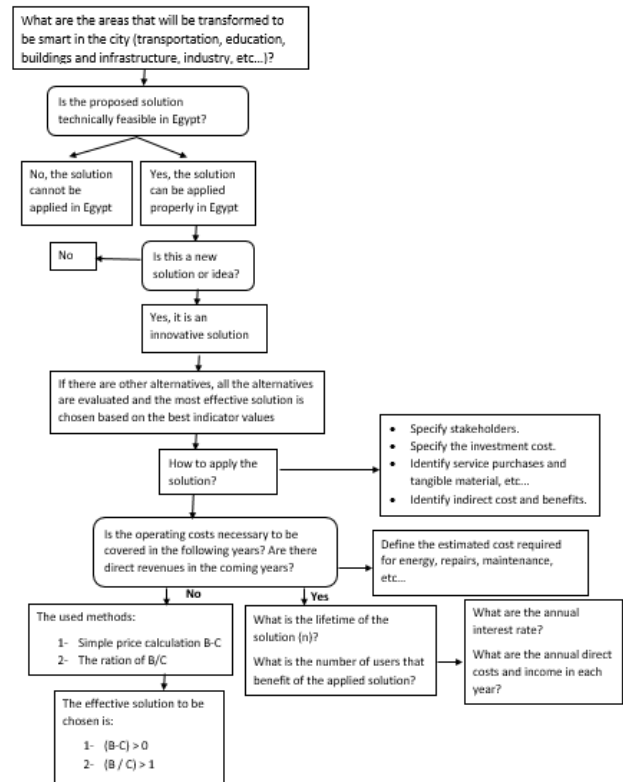 What are the areas that will be transformed to
be smart in the city (transportation, education,
buildings and infrastructure, industry, etc...)?
Is the proposed solution
technically feasible in Egypt?
No, the solution
cannot be
applied in Egypt
Yes, the solution
can be applied
properly in Egypt
No
Is this a new
solution or idea?
Yes, it is an
innovative solution
If there are other alternatives, all the alternatives
are evaluated and the most effective solution is
chosen based on the best indicator values
How to apply the
solution?
• Specify stakeholders.
• Specify the investment cost.
• Identify service purchases and
tangible material, etc...
• Identify indirect cost and benefits.
Is the operating costs necessary to be
covered in the following years? Are there
direct revenues in the coming years?
Define the estimated cost required
for energy, repairs, maintenance,
etc...
No
Yes
The used methods:
1- Simple price calculation B-C
2- The ration of B/C
What is the lifetime of the
solution (n)?
What is the number of users that
benefit of the applied solution?
What are the annual
interest rate?
What are the annual direct
costs and income in each
year?
The effective solution to be
chosen is:
1- (B-C) > 0
2- (B / C) > 1